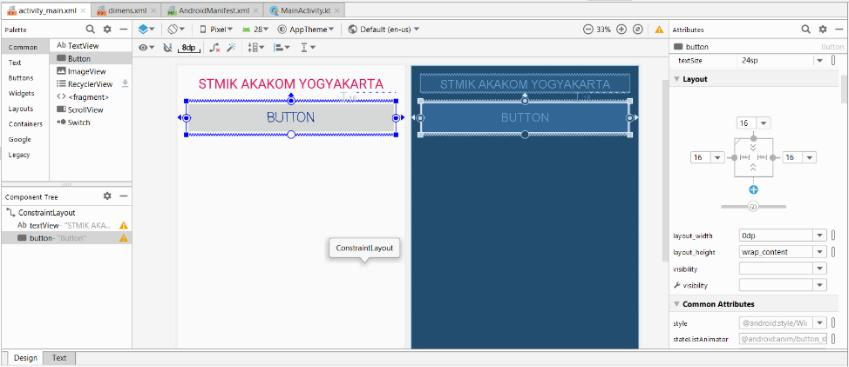 activity_main.xml × dimens.xml × AndroidManifest.xml × MainActivity.kt ×
Palette
Common
Text
Buttons
Widgets
Layouts
Containers
Google
Legacy
Ab TextView
Button
ImageView
RecyclerView
<> <fragment>
ScrollView
Switch
Pixel 28 AppTheme Default (en-us) 33%
8dp
STMIK AKAKOM YOGYAKARTA
BUTTON
STMIK AKAKOM YOGYAKARTA
BUTTON
ConstraintLayout
Component Tree
ConstraintLayout
Ab textView- "STMIK AKA...
button- "Button"
Design Text
Attributes
button Button
textSize 24sp
Layout
16
16 16
layout_width 0dp
layout_height wrap_content
visibility
visibility
Common Attributes
style @android:style/Wi
stateListAnimator @android:anim/button_s